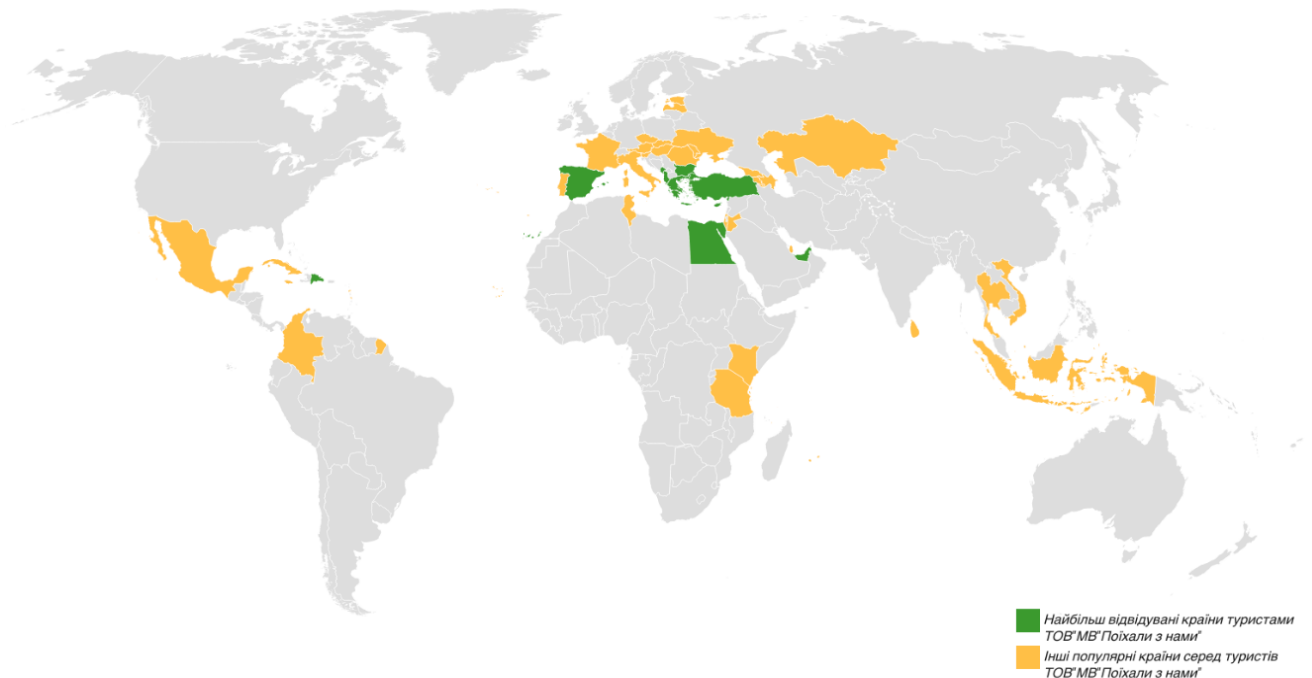 Найбільш відвідувані країни туристами
ТОВ"МВ"Поїхали з нами"
Інші популярні країни серед туристів
ТОВ"МВ"Поїхали з нами"